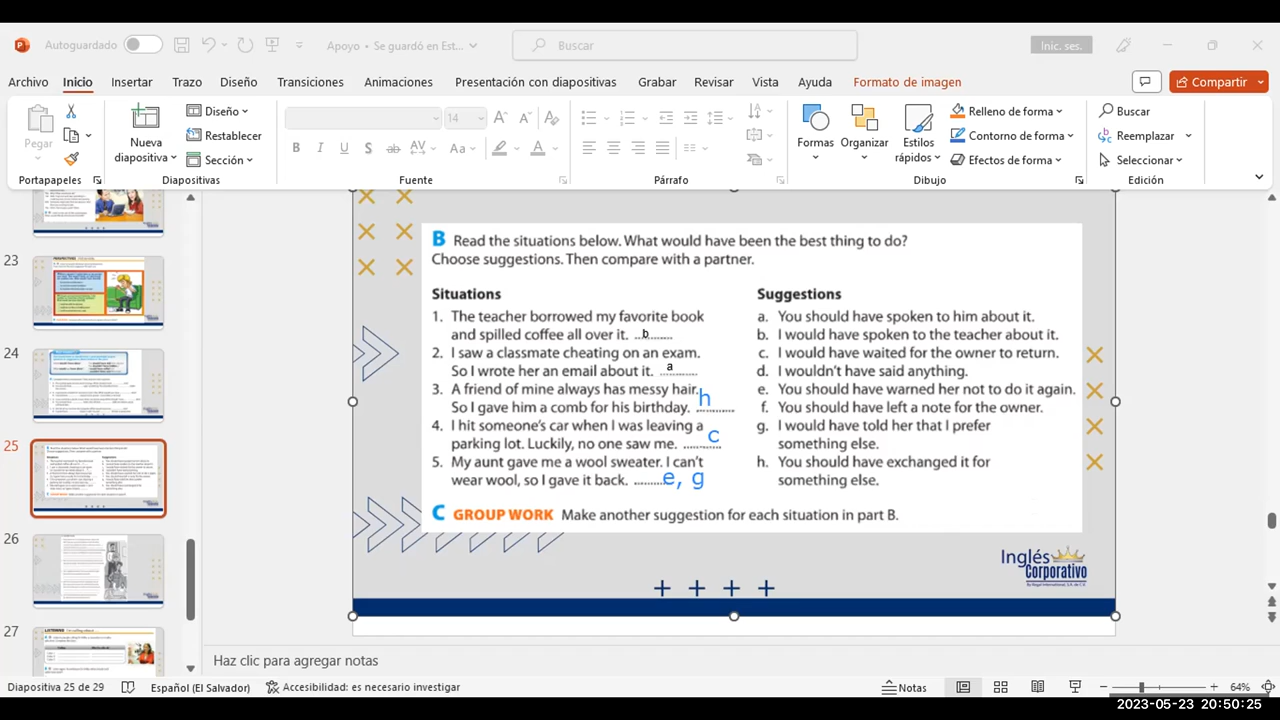 Autoguardado
Apoyo • Se guardó en Est...
Buscar
Inic. ses.
Archivo Inicio Insertar Trazo Diseño Transiciones Animaciones Presentación con diapositivas Grabar Revisar Vista Ayuda Formato de imagen Compartir
Pegar
Nueva diapositiva
Diseño
Restablecer
Sección
14
N K S S ab AV Aa A
Formas
Organizar
Estilos rápidos
Relleno de forma
Contorno de forma
Efectos de forma
Buscar
Reemplazar
Seleccionar
Portapapeles Diapositivas Fuente Párrafo Dibujo Edición
23
24
25
26
27
B Read the situations below. What would have been the best thing to do?
Choose suggestions. Then compare with a partner.
Situations
1. The teacher borrowed my favorite book
and spilled coffee all over it. ...b......
2. I saw a classmate cheating on an exam.
So I wrote her an email about it. ..a.......
3. A friend of mine always has messy hair.
So I gave him a comb for his birthday. h
4. I hit someone's car when I was leaving a
parking lot. Luckily, no one saw me. c
5. My aunt gave me a wool sweater. I can't
wear wool, so I gave it back. e, g
Suggestions
a. You should have spoken to him about it.
b. I would have spoken to the teacher about it.
c. I would have waited for the owner to return.
d. I wouldn't have said anything.
e. You should have warned her not to do it again.
f. You should have left a note for the owner.
g. I would have told her that I prefer
something else.
h. You should have exchanged it for
something else.
C GROUP WORK Make another suggestion for each situation in part B.
Inglés
Corporativo
By Regal International, S.A. de C.V.
Haz clic para agregar notas
Diapositiva 25 de 29 Español (El Salvador) Accesibilidad: es necesario investigar Notas 64%
2023-05-23 20:50:25